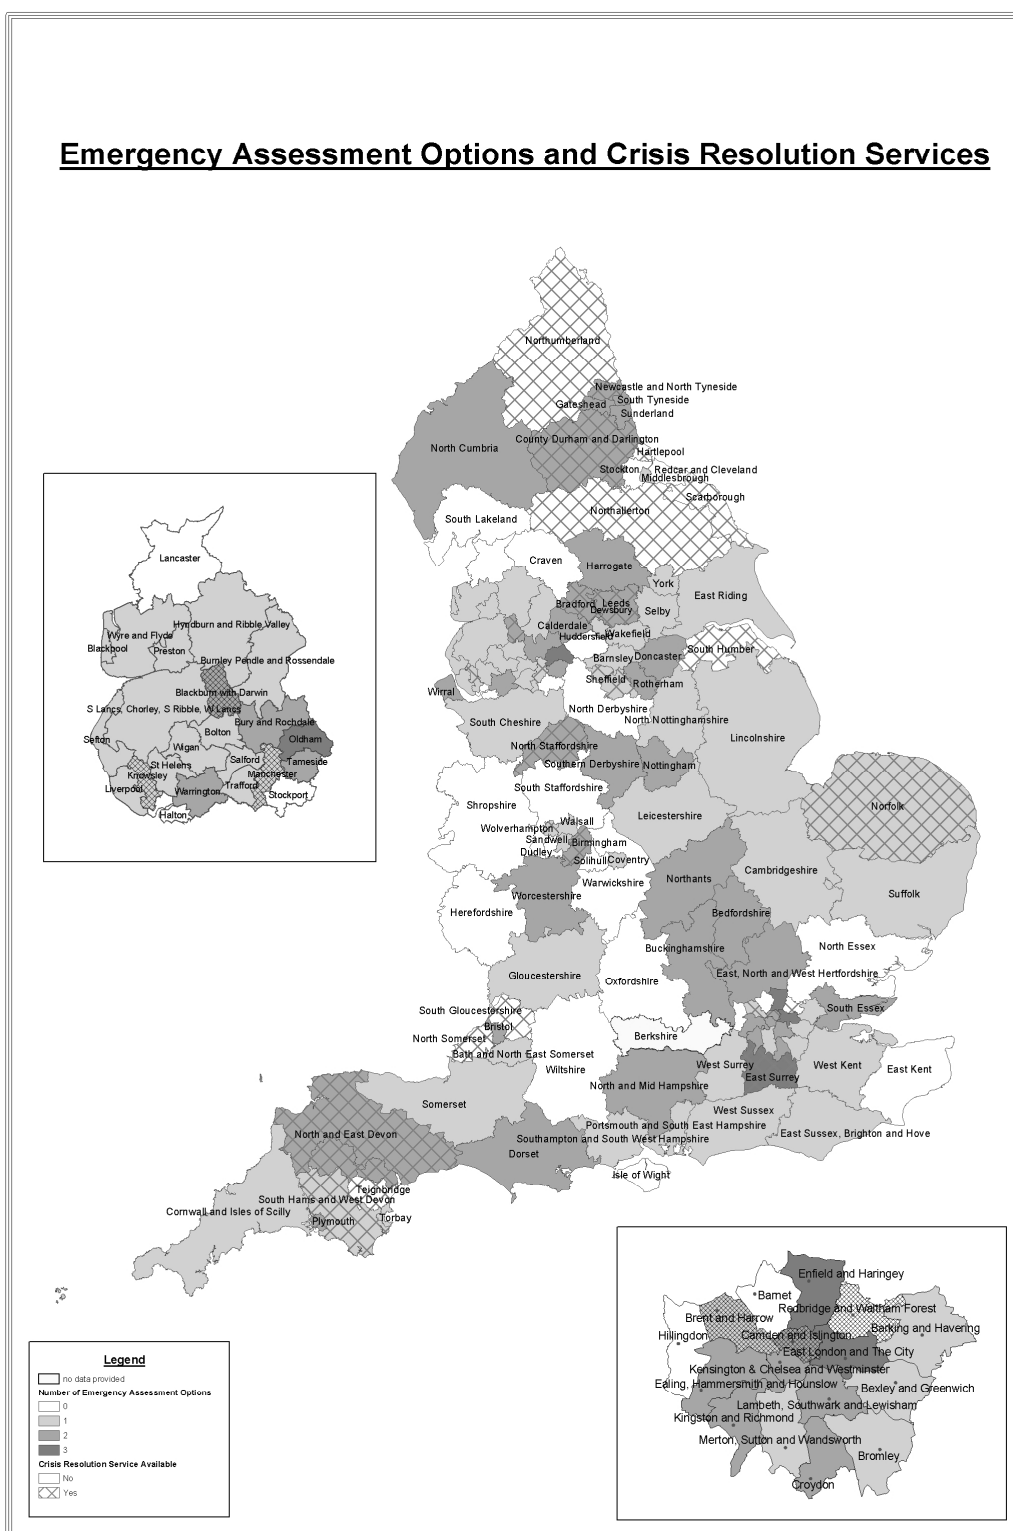 Emergency Assessment Options and Crisis Resolution Services
Northumberland
Newcastle and North Tyneside
South Tyneside
Gateshead
Sunderland
County Durham and Darlington
North Cumbria
Hartlepool
Stockton
Redcar and Cleveland
Middlesbrough
Scarborough
Northallerton
South Lakeland
Craven
Harrogate
York
East Riding
Bradford
Leeds
Dewsbury
Selby
Calderdale
Huddersfield
Wakefield
South Humber
Barnsley
Doncaster
Sheffield
Rotherham
Wirral
North Derbyshire
South Cheshire
North Nottinghamshire
Lincolnshire
North Staffordshire
Southern Derbyshire
Nottingham
South Staffordshire
Shropshire
Norfolk
Leicestershire
Walsall
Wolverhampton
Sandwell
Birmingham
Dudley
Solihull
Coventry
Cambridgeshire
Warwickshire
Northants
Worcestershire
Suffolk
Herefordshire
Bedfordshire
Buckinghamshire
North Essex
Gloucestershire
Oxfordshire
East, North and West Hertfordshire
South Gloucestershire
South Essex
Bristol
North Somerset
Berkshire
Bath and North East Somerset
Wiltshire
West Surrey
East Surrey
West Kent
East Kent
North and Mid Hampshire
Somerset
West Sussex
Portsmouth and South East Hampshire
North and East Devon
Southampton and South West Hampshire
East Sussex, Brighton and Hove
Dorset
Isle of Wight
Teignbridge
South Hams and West Devon
Cornwall and Isles of Scilly
Plymouth
Torbay
Lancaster
Hyndburn and Ribble Valley
Wyre and Flyde
Blackpool
Preston
Burnley Pendle and Rossendale
Blackburn with Darwin
S Lancs, Chorley, S Ribble, W Lancs
Bury and Rochdale
Bolton
Sefton
Oldham
Wigan
Salford
Tameside
St Helens
Knowsley
Manchester
Liverpool
Warrington
Trafford
Stockport
Halton
Enfield and Haringey
Barnet
Redbridge and Waltham Forest
Brent and Harrow
Barking and Havering
Hillingdon
Camden and Islington
East London and The City
Kensington & Chelsea and Westminster
Ealing, Hammersmith and Hounslow
Bexley and Greenwich
Lambeth, Southwark and Lewisham
Kingston and Richmond
Merton, Sutton and Wandsworth
Bromley
Croydon
Legend
no data provided
Number of Emergency Assessment Options
0
1
2
3
Crisis Resolution Service Available
No
Yes